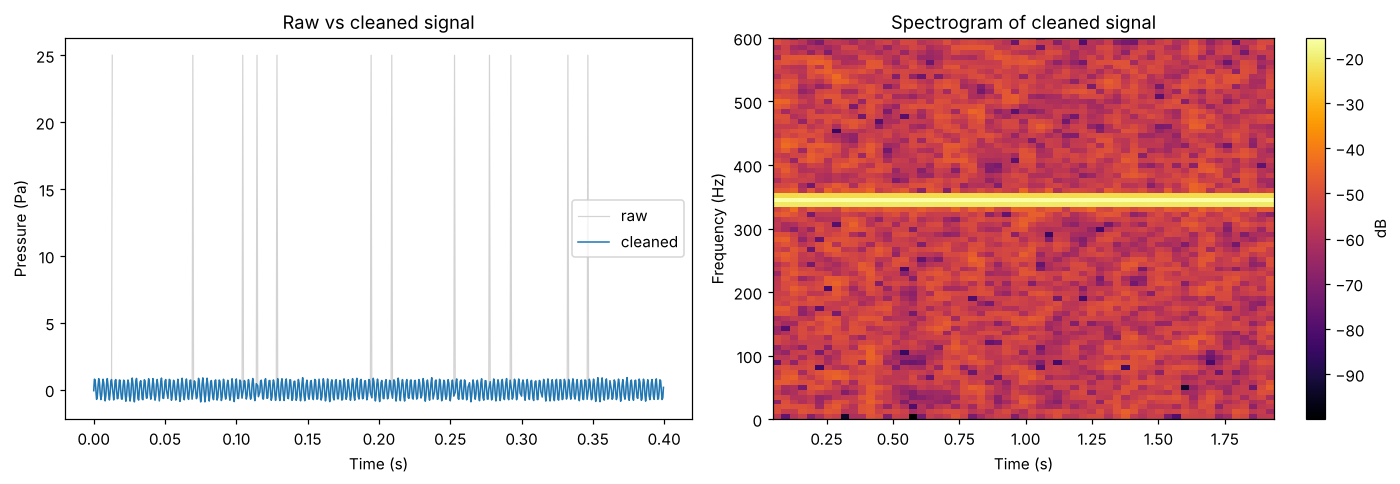 Raw vs cleaned signal
Pressure (Pa)
25
20
15
10
5
0
raw
cleaned
0.00 0.05 0.10 0.15 0.20 0.25 0.30 0.35 0.40
Time (s)
Spectrogram of cleaned signal
Frequency (Hz)
600
500
400
300
200
100
0
0.25 0.50 0.75 1.00 1.25 1.50 1.75
Time (s)
−20
−30
−40
−50
−60
−70
−80
−90
dB